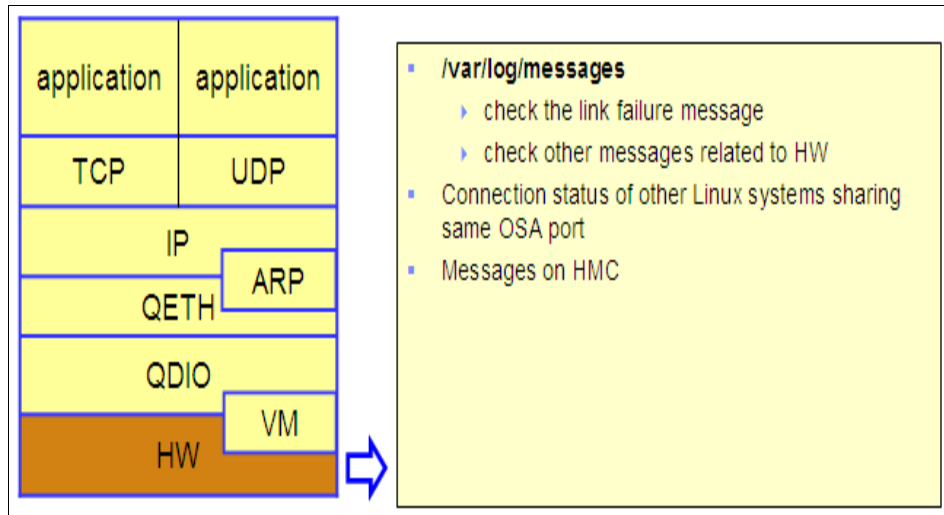 application application
TCP UDP
IP
ARP
QETH
QDIO
VM
HW
/var/log/messages
check the link failure message
check other messages related to HW
Connection status of other Linux systems sharing
same OSA port
Messages on HMC